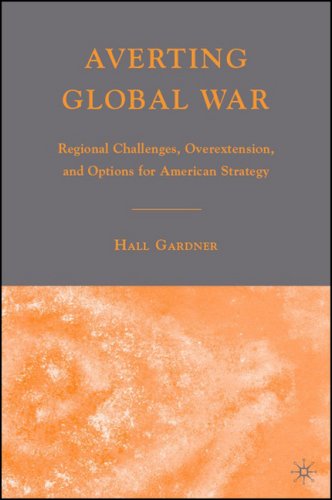 AVERTING
GLOBAL WAR
Regional Challenges, Overextension,
and Options for American Strategy
HALL GARDNER